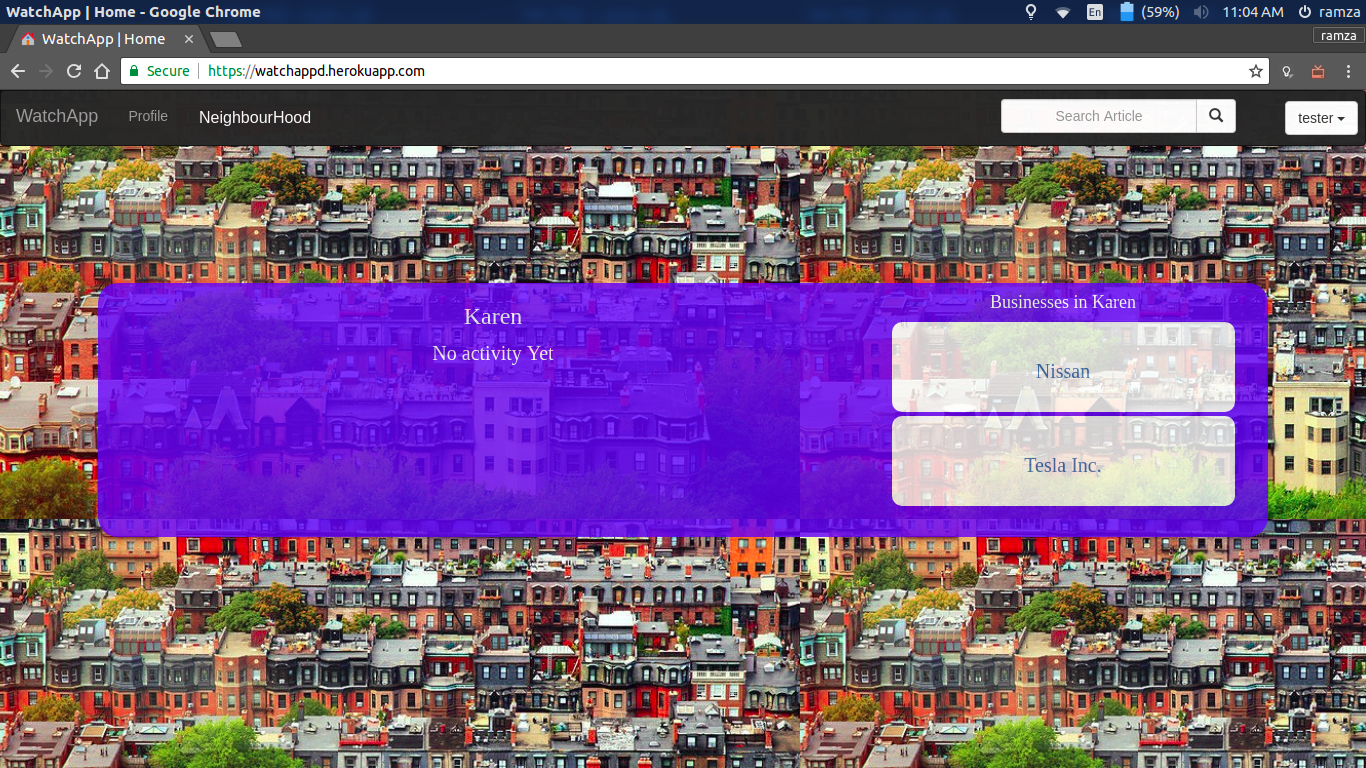 WatchApp | Home - Google Chrome
En (59%) 11:04 AM ramza
WatchApp | Home
ramza
Secure https://watchappd.herokuapp.com
WatchApp Profile NeighbourHood Search Article tester
Karen
No activity Yet
Businesses in Karen
Nissan
Tesla Inc.